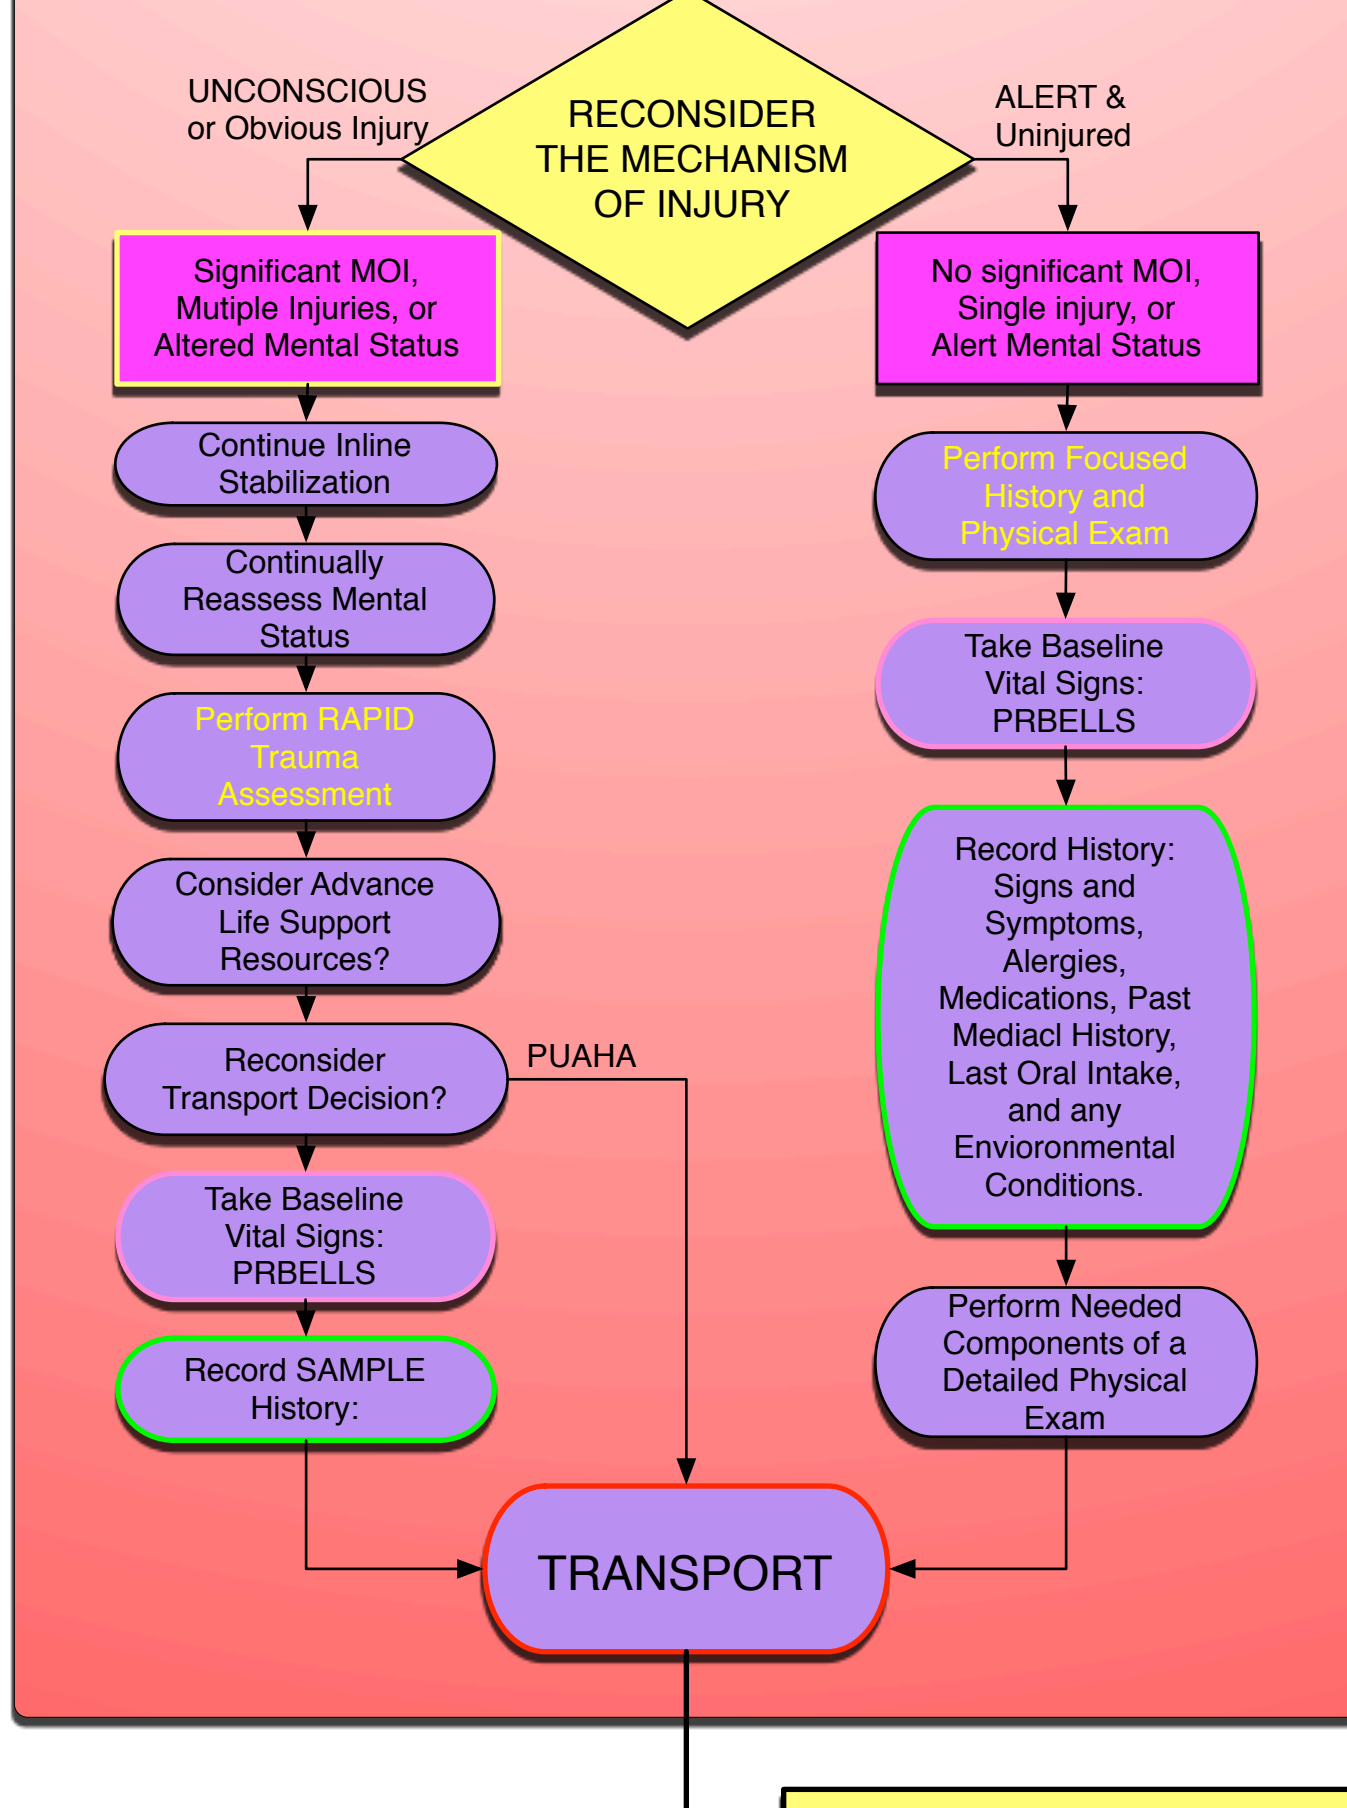 UNCONSCIOUS
or Obvious Injury
RECONSIDER
THE MECHANISM
OF INJURY
ALERT &
Uninjured
Significant MOI,
Mutiple Injuries, or
Altered Mental Status
Continue Inline
Stabilization
Continually
Reassess Mental
Status
Perform RAPID
Trauma
Assessment
Consider Advance
Life Support
Resources?
Reconsider
Transport Decision?
PUAHA
Take Baseline
Vital Signs:
PRBELLS
Record SAMPLE
History:
No significant MOI,
Single injury, or
Alert Mental Status
Perform Focused
History and
Physical Exam
Take Baseline
Vital Signs:
PRBELLS
Record History:
Signs and
Symptoms,
Alergies,
Medications, Past
Mediacl History,
Last Oral Intake,
and any
Envioronmental
Conditions.
Perform Needed
Components of a
Detailed Physical
Exam
TRANSPORT